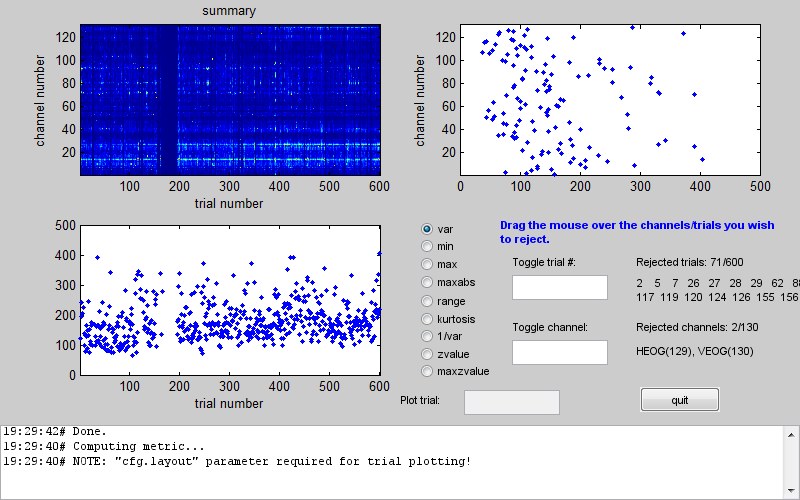 summary
channel number
120
100
80
60
40
20
100 200 300 400 500 600
trial number
channel number
120
100
80
60
40
20
0 100 200 300 400 500
500
400
300
200
100
0
100 200 300 400 500 600
trial number
var
min
max
maxabs
range
kurtosis
1/var
zvalue
maxzvalue
Drag the mouse over the channels/trials you wish
to reject.
Toggle trial #:
Rejected trials: 71/600
2 5 7 26 27 28 29 62
117 119 120 124 126 155 156
Toggle channel:
Rejected channels: 2/130
HEOG(129), VEOG(130)
Plot trial:
quit
19:29:42# Done.
19:29:40# Computing metric...
19:29:40# NOTE: "cfg.layout" parameter required for trial plotting!